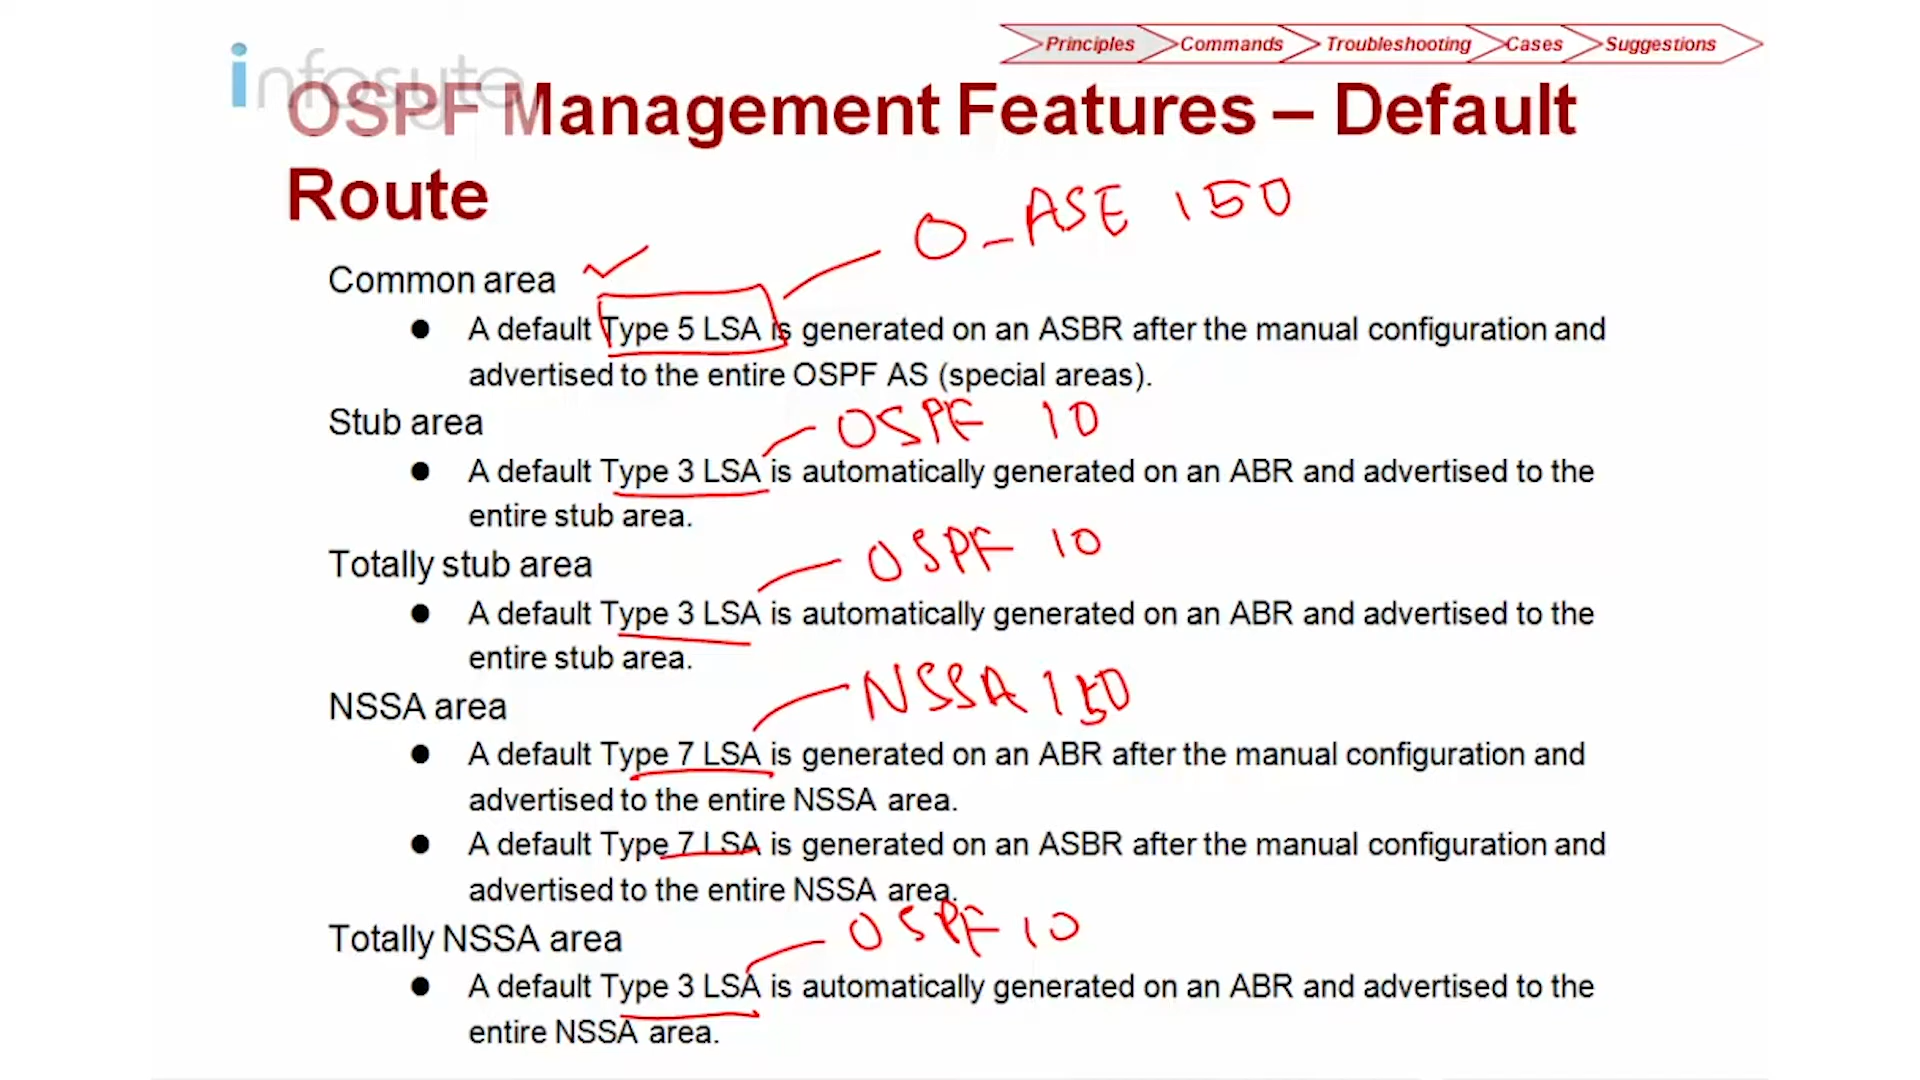 infosyte
Principles Commands Troubleshooting Cases Suggestions
OSPF Management Features – Default
Route
O_ASE 150
Common area
● A default Type 5 LSA is generated on an ASBR after the manual configuration and
advertised to the entire OSPF AS (special areas).
OSPF 10
Stub area
● A default Type 3 LSA is automatically generated on an ABR and advertised to the
entire stub area.
OSPF 10
Totally stub area
● A default Type 3 LSA is automatically generated on an ABR and advertised to the
entire stub area.
NSSA 150
NSSA area
● A default Type 7 LSA is generated on an ABR after the manual configuration and
advertised to the entire NSSA area.
● A default Type 7 LSA is generated on an ASBR after the manual configuration and
advertised to the entire NSSA area.
OSPF 10
Totally NSSA area
● A default Type 3 LSA is automatically generated on an ABR and advertised to the
entire NSSA area.